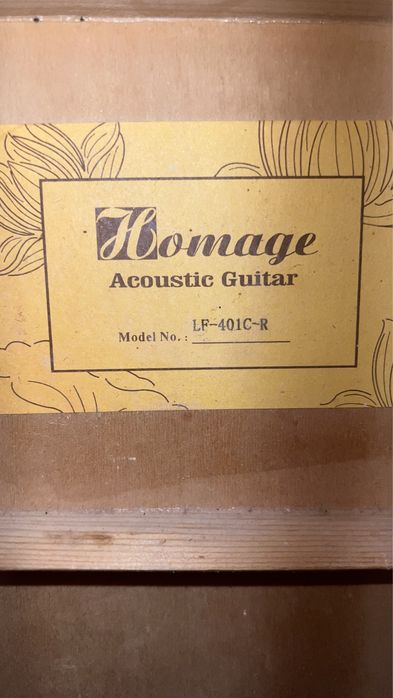 Homage
Acoustic Guitar
Model No. : LF-401C-R